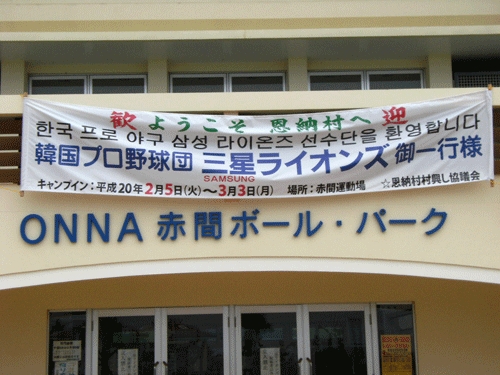 歓 ようこそ 恩納村へ 迎
한국 프로 야구 삼성 라이온즈 선수단을 환영합니다
韓国プロ野球団 三星ライオンズ 御一行様
SAMSUNG
キャンプイン:平成20年2月5日(火)〜3月3日(月) 場所:赤間運動場 ☆恩納村村興し協議会
ONNA 赤間ボール・パーク